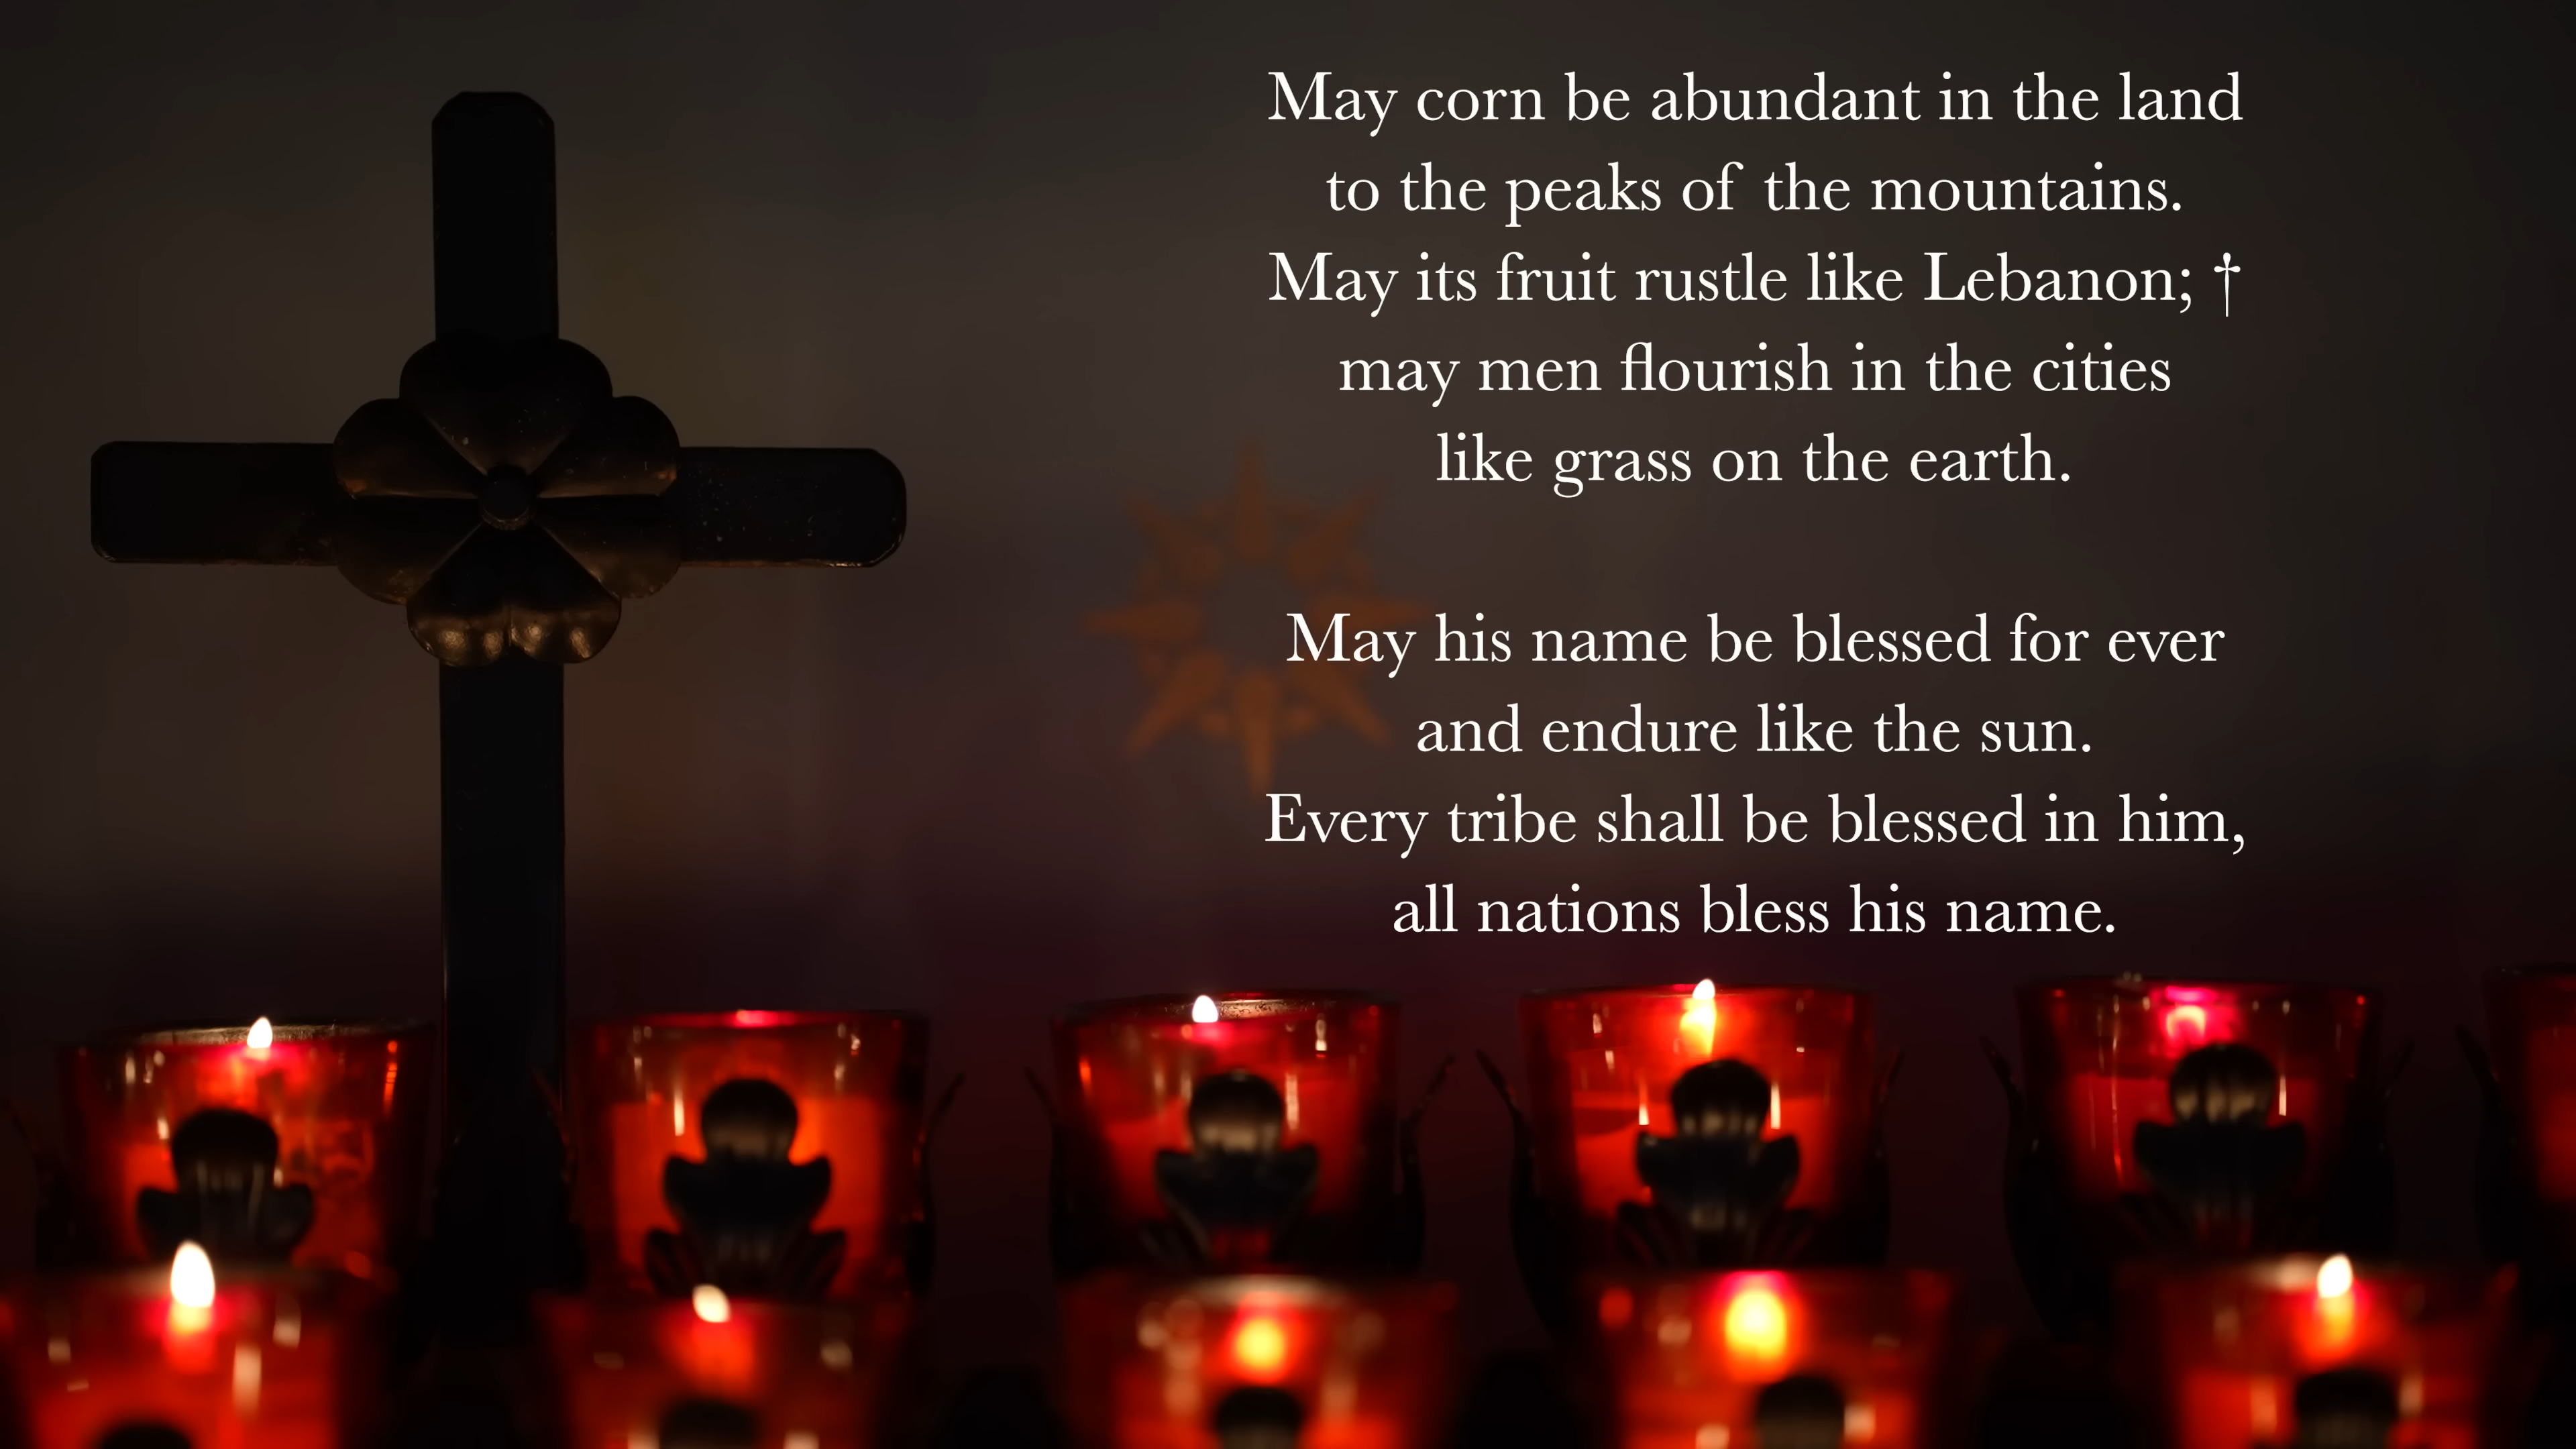 May corn be abundant in the land
to the peaks of the mountains.
May its fruit rustle like Lebanon; †
may men flourish in the cities
like grass on the earth.
May his name be blessed for ever
and endure like the sun.
Every tribe shall be blessed in him,
all nations bless his name.